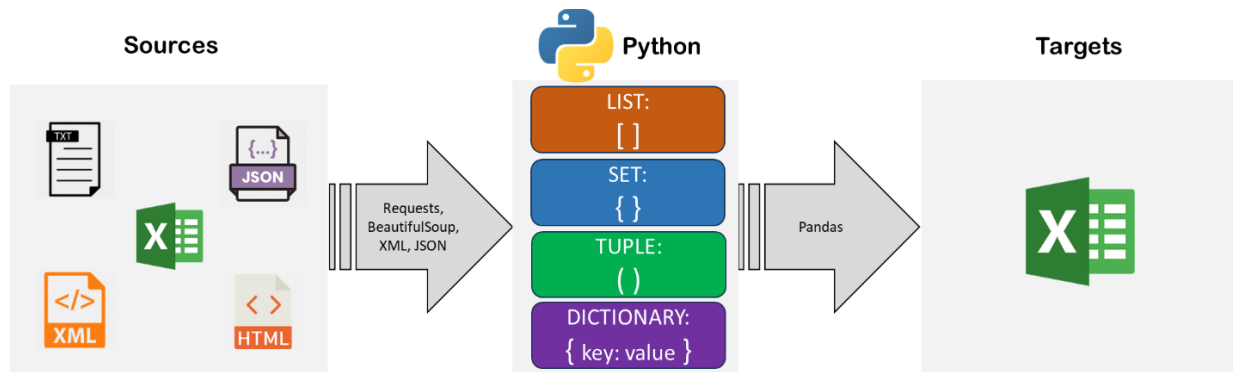 Sources
Python
Targets
TXT
{...}
JSON
X
</>
XML
< >
HTML
Requests,
BeautifulSoup,
XML, JSON
LIST:
[ ]
SET:
{ }
TUPLE:
( )
DICTIONARY:
{ key: value }
Pandas
X